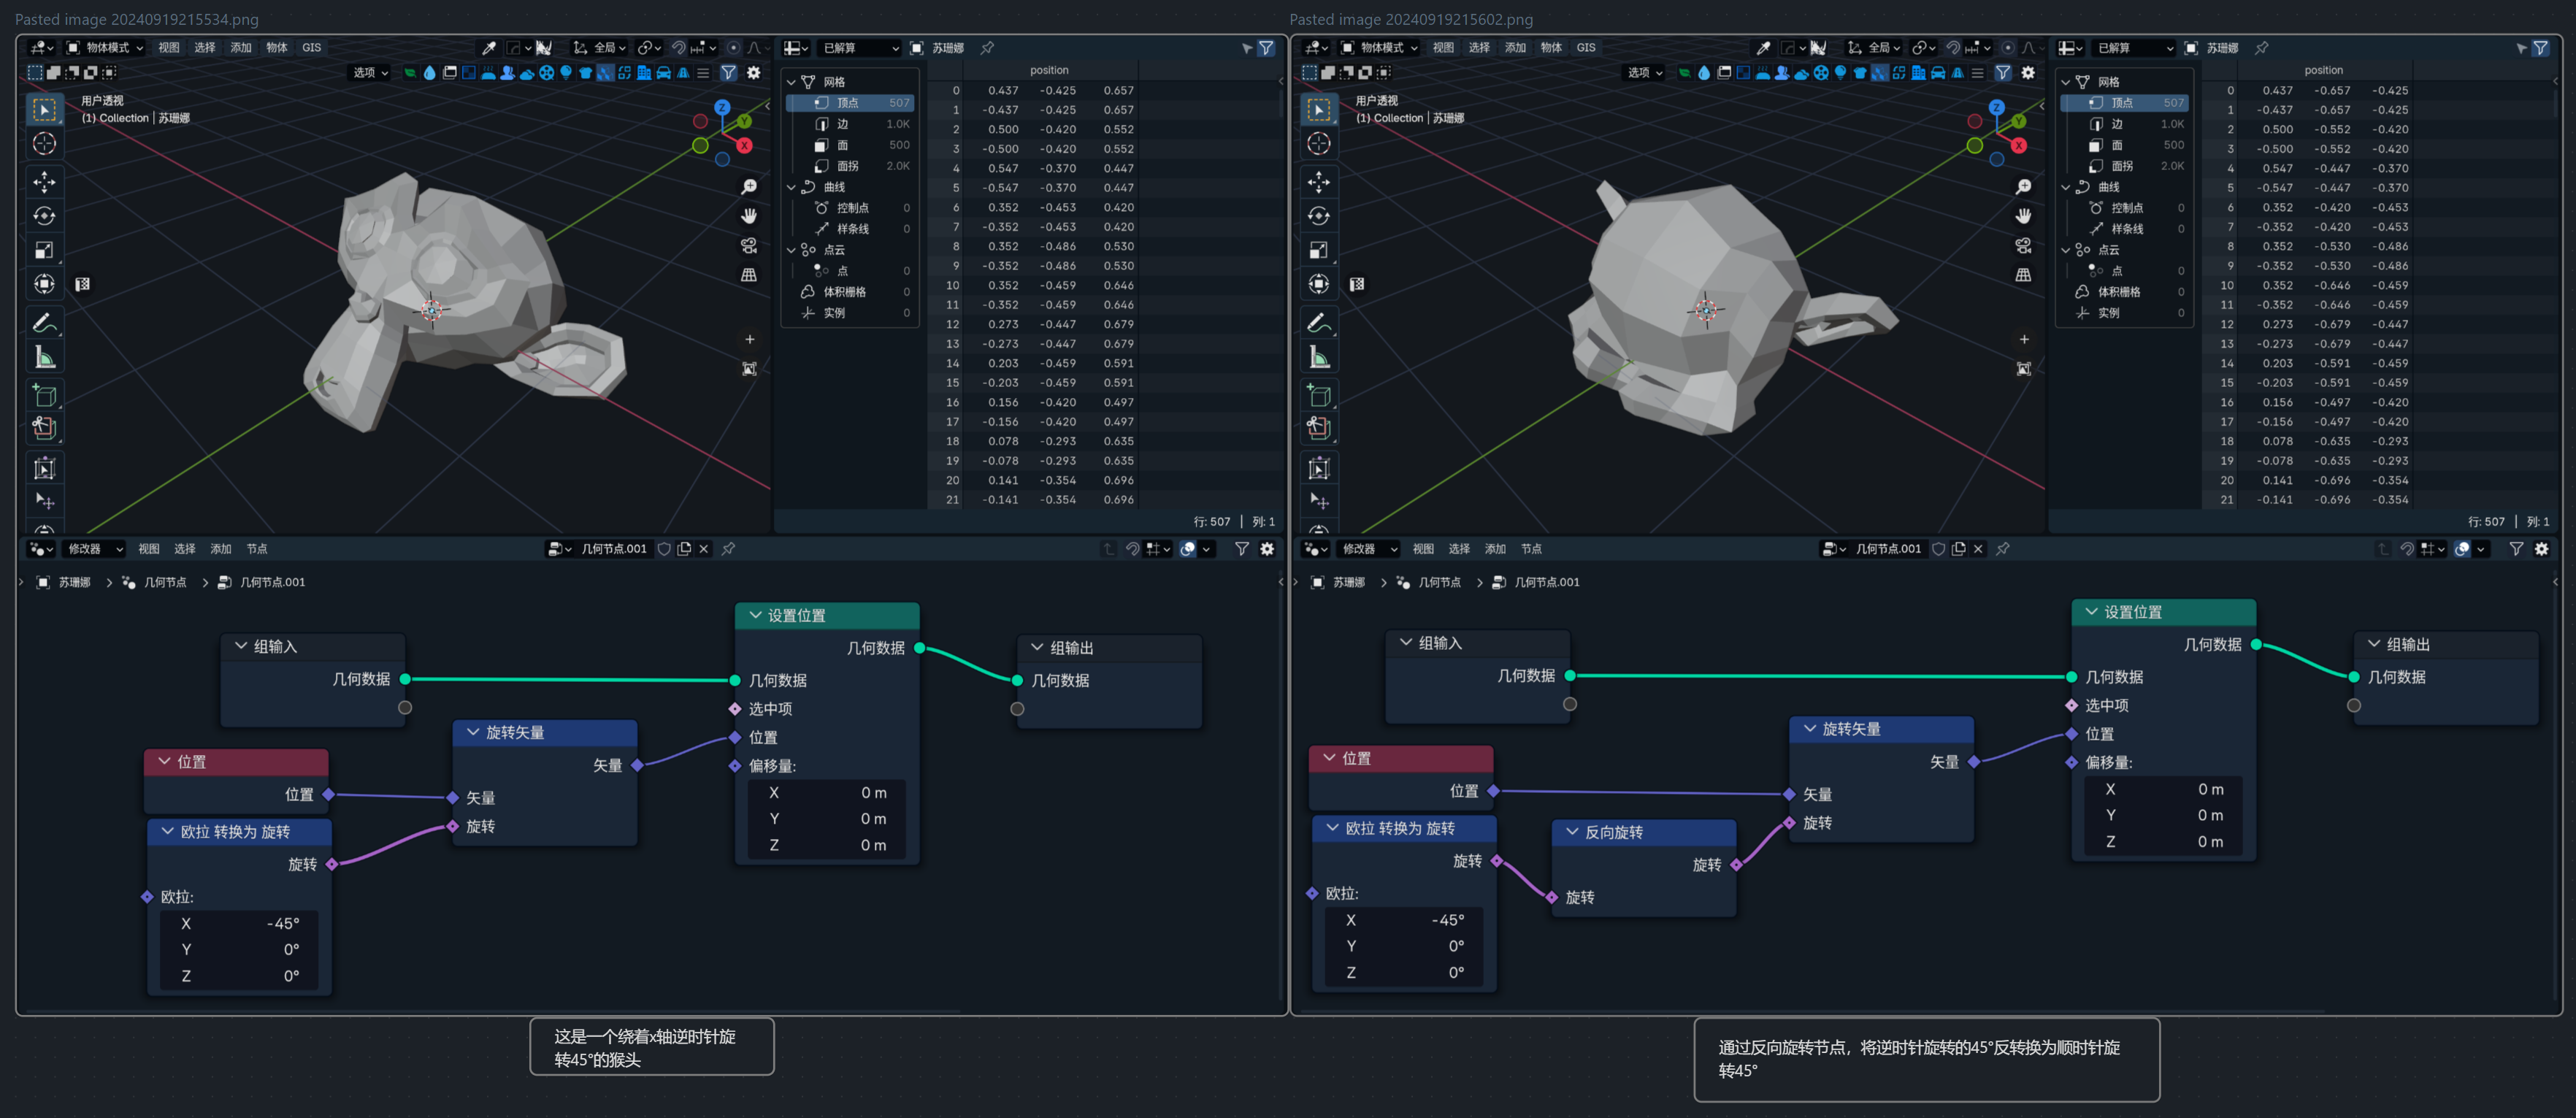 Pasted image 20240919215534.png
物体模式 视图 选择 添加 物体 GIS 全局
选项
用户透视
(1) Collection | 苏珊娜
Z
Y
X
已解算 苏珊娜
网格
顶点 507
边 1.0K
面 500
面拐 2.0K
曲线
控制点 0
样条线 0
点云
点 0
体积栅格 0
实例 0
position
0 0.437 -0.425 0.657
1 -0.437 -0.425 0.657
2 0.500 -0.420 0.552
3 -0.500 -0.420 0.552
4 0.547 -0.370 0.447
5 -0.547 -0.370 0.447
6 0.352 -0.453 0.420
7 -0.352 -0.453 0.420
8 0.352 -0.486 0.530
9 -0.352 -0.486 0.530
10 0.352 -0.459 0.646
11 -0.352 -0.459 0.646
12 0.273 -0.447 0.679
13 -0.273 -0.447 0.679
14 0.203 -0.459 0.591
15 -0.203 -0.459 0.591
16 0.156 -0.420 0.497
17 -0.156 -0.420 0.497
18 0.078 -0.293 0.635
19 -0.078 -0.293 0.635
20 0.141 -0.354 0.696
21 -0.141 -0.354 0.696
行: 507 | 列: 1
修改器 视图 选择 添加 节点 几何节点.001
苏珊娜 > 几何节点 > 几何节点.001
组输入
几何数据
位置
位置
欧拉 转换为 旋转
旋转
欧拉:
X -45°
Y 0°
Z 0°
旋转矢量
矢量
矢量
旋转
设置位置
几何数据
几何数据
选中项
位置
偏移量:
X 0 m
Y 0 m
Z 0 m
组输出
几何数据
这是一个绕着x轴逆时针旋
转45°的猴头
Pasted image 20240919215602.png
物体模式 视图 选择 添加 物体 GIS 全局
选项
用户透视
(1) Collection | 苏珊娜
Z
Y
X
已解算 苏珊娜
网格
顶点 507
边 1.0K
面 500
面拐 2.0K
曲线
控制点 0
样条线 0
点云
点 0
体积栅格 0
实例 0
position
0 0.437 -0.657 -0.425
1 -0.437 -0.657 -0.425
2 0.500 -0.552 -0.420
3 -0.500 -0.552 -0.420
4 0.547 -0.447 -0.370
5 -0.547 -0.447 -0.370
6 0.352 -0.420 -0.453
7 -0.352 -0.420 -0.453
8 0.352 -0.530 -0.486
9 -0.352 -0.530 -0.486
10 0.352 -0.646 -0.459
11 -0.352 -0.646 -0.459
12 0.273 -0.679 -0.447
13 -0.273 -0.679 -0.447
14 0.203 -0.591 -0.459
15 -0.203 -0.591 -0.459
16 0.156 -0.497 -0.420
17 -0.156 -0.497 -0.420
18 0.078 -0.635 -0.293
19 -0.078 -0.635 -0.293
20 0.141 -0.696 -0.354
21 -0.141 -0.696 -0.354
行: 507 | 列: 1
修改器 视图 选择 添加 节点 几何节点.001
苏珊娜 > 几何节点 > 几何节点.001
组输入
几何数据
位置
位置
欧拉 转换为 旋转
旋转
欧拉:
X -45°
Y 0°
Z 0°
反向旋转
旋转
旋转
旋转矢量
矢量
矢量
旋转
设置位置
几何数据
几何数据
选中项
位置
偏移量:
X 0 m
Y 0 m
Z 0 m
组输出
几何数据
通过反向旋转节点，将逆时针旋转的45°反转换为顺时针旋
转45°